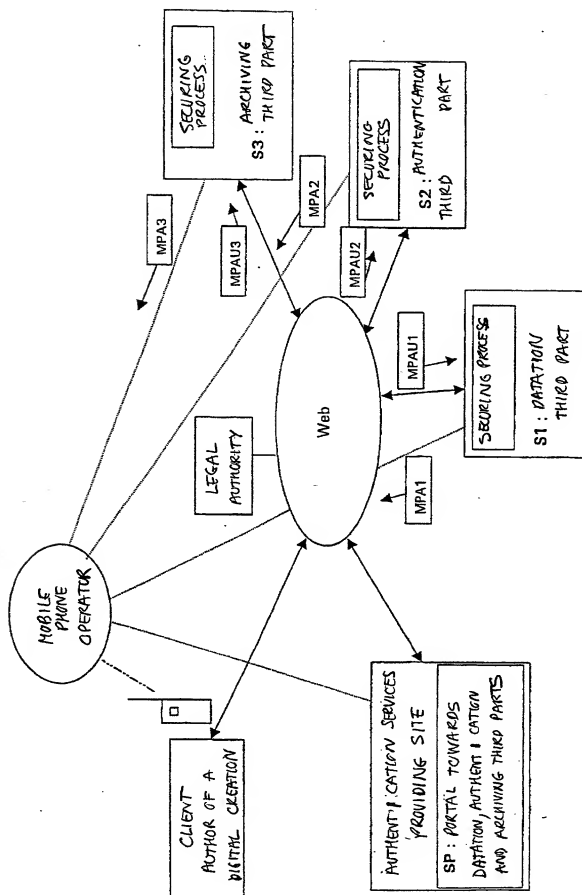 MOBILE
PHONE
OPERATOR
CLIENT
AUTHOR OF A
DIGITAL CREATION
LEGAL
AUTHORITY
Web
AUTHENTICATION SERVICES
PROVIDING SITE
SP : PORTAL TOWARDS
DATATION, AUTHENTICATION
AND ARCHIVING THIRD PARTS
MPA3
SECURING
PROCESS
S3 : ARCHIVING
THIRD PART
MPAU3
MPA2
SECURING
PROCESS
S2 : AUTHENTICATION
THIRD PART
MPAU2
MPAU1
SECURING PROCESS
S1 : DATATION
THIRD PART
MPA1